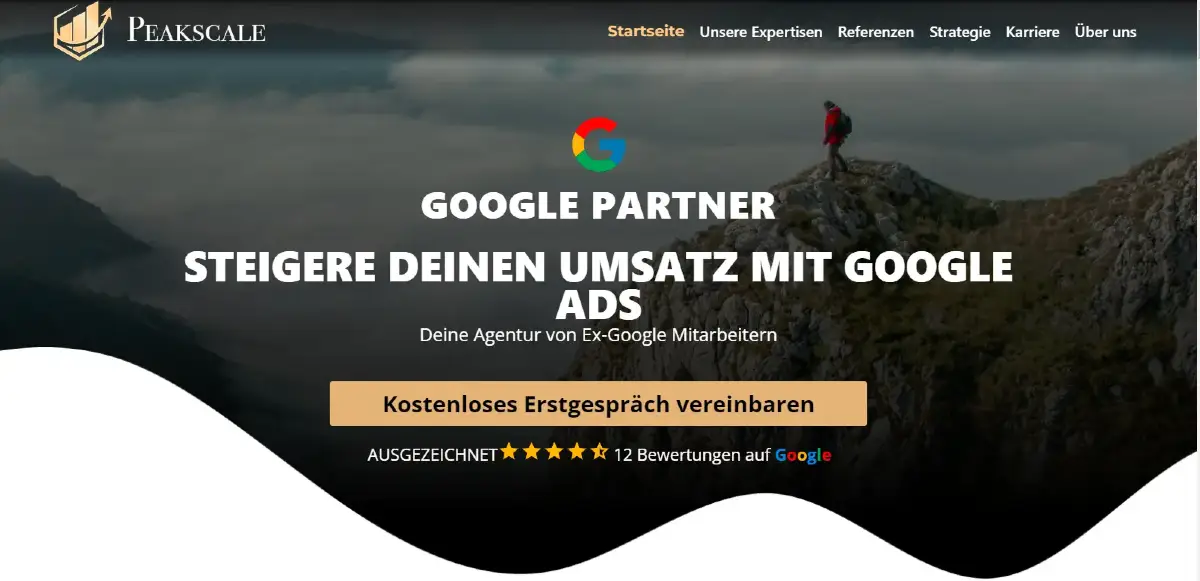 PEAKSCALE
Startseite Unsere Expertisen Referenzen Strategie Karriere Über uns
GOOGLE PARTNER
STEIGERE DEINEN UMSATZ MIT GOOGLE
ADS
Deine Agentur von Ex-Google Mitarbeitern
Kostenloses Erstgespräch vereinbaren
AUSGEZEICHNET 12 Bewertungen auf Google